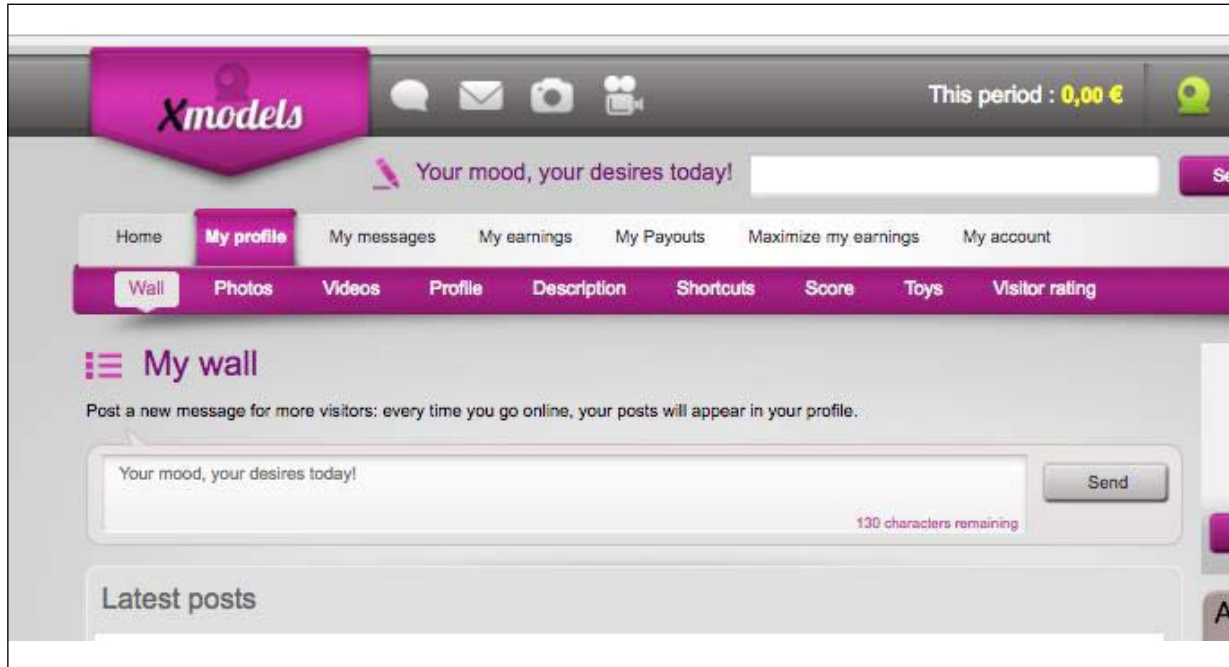 Xmodels
This period : 0,00 €
Your mood, your desires today!
Home My profile My messages My earnings My Payouts Maximize my earnings My account
Wall Photos Videos Profile Description Shortcuts Score Toys Visitor rating
My wall
Post a new message for more visitors: every time you go online, your posts will appear in your profile.
Your mood, your desires today!
Send
130 characters remaining
Latest posts